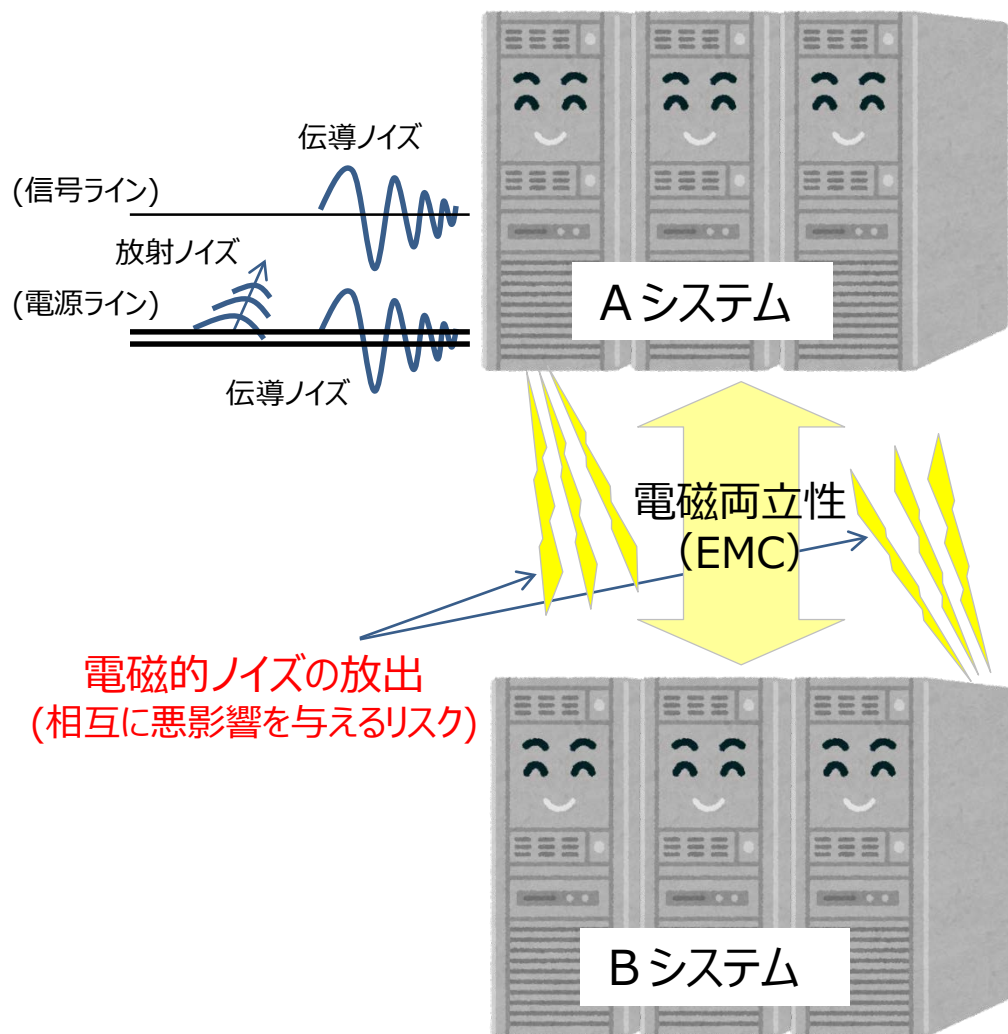 伝導ノイズ
(信号ライン)
放射ノイズ
(電源ライン)
伝導ノイズ
Aシステム
電磁両立性
(EMC)
電磁的ノイズの放出
(相互に悪影響を与えるリスク)
Bシステム